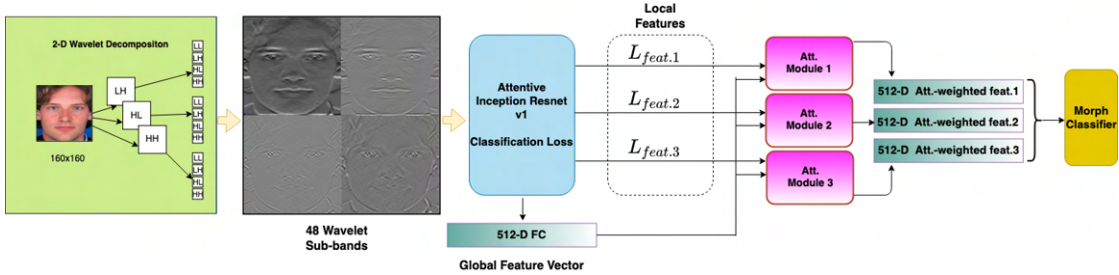 2-D Wavelet Decompositon
LH
HL
HH
LL
LH
HL
HH
LL
LH
HL
HH
LL
LH
HL
HH
160x160
48 Wavelet
Sub-bands
Attentive
Inception Resnet
v1
Classification Loss
512-D FC
Global Feature Vector
Local
Features
L_{feat.1}
L_{feat.2}
L_{feat.3}
Att.
Module 1
Att.
Module 2
Att.
Module 3
512-D Att.-weighted feat.1
512-D Att.-weighted feat.2
512-D Att.-weighted feat.3
Morph
Classifier